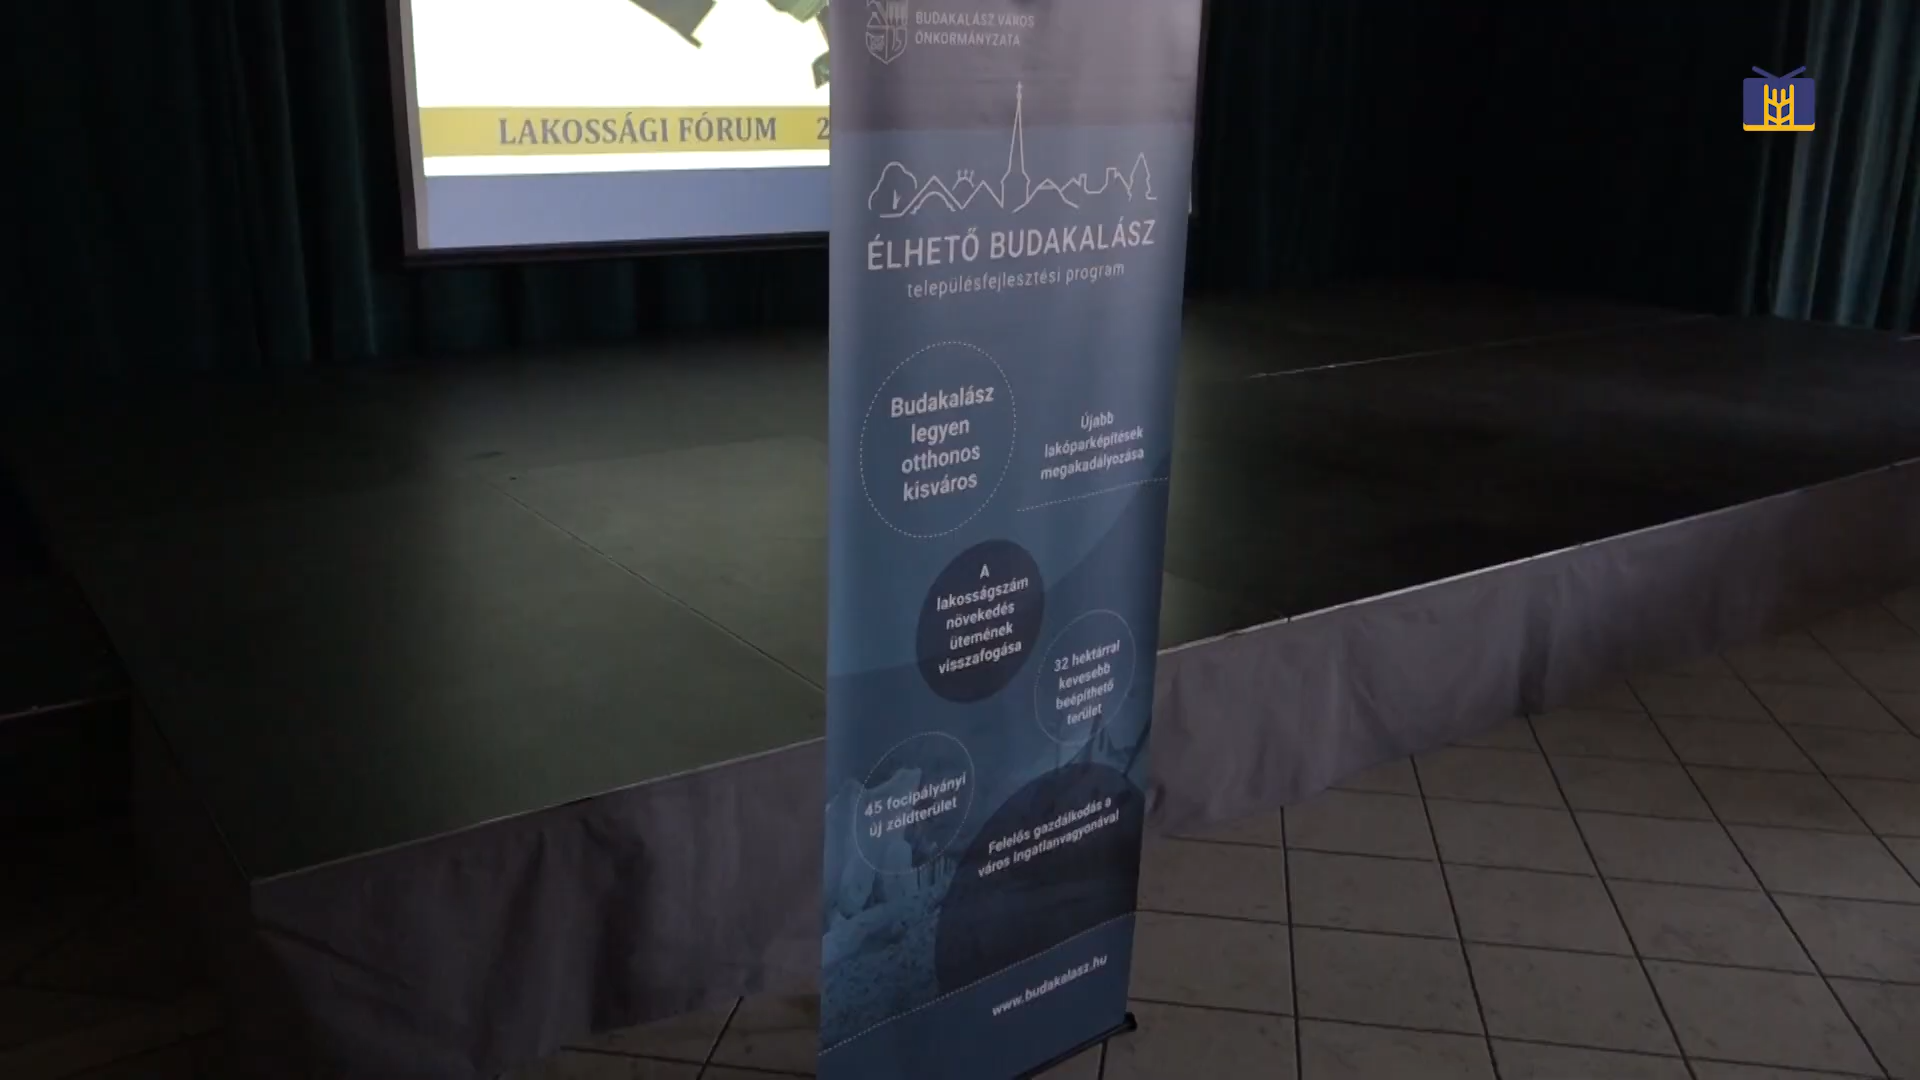 LAKOSSÁGI FÓRUM 2
BUDAKALÁSZ VÁROS
ÖNKORMÁNYZATA
ÉLHETŐ BUDAKALÁSZ
településfejlesztési program
Budakalász
legyen
otthonos
kisváros
Újabb
lakóparképítések
megakadályozása
A
lakosságszám
növekedés
ütemének
visszafogása
32 hektárral
kevesebb
beépíthető
terület
45 focipályányi
új zöldterület
Felelős gazdálkodás a
város ingatlanvagyonával
www.budakalasz.hu